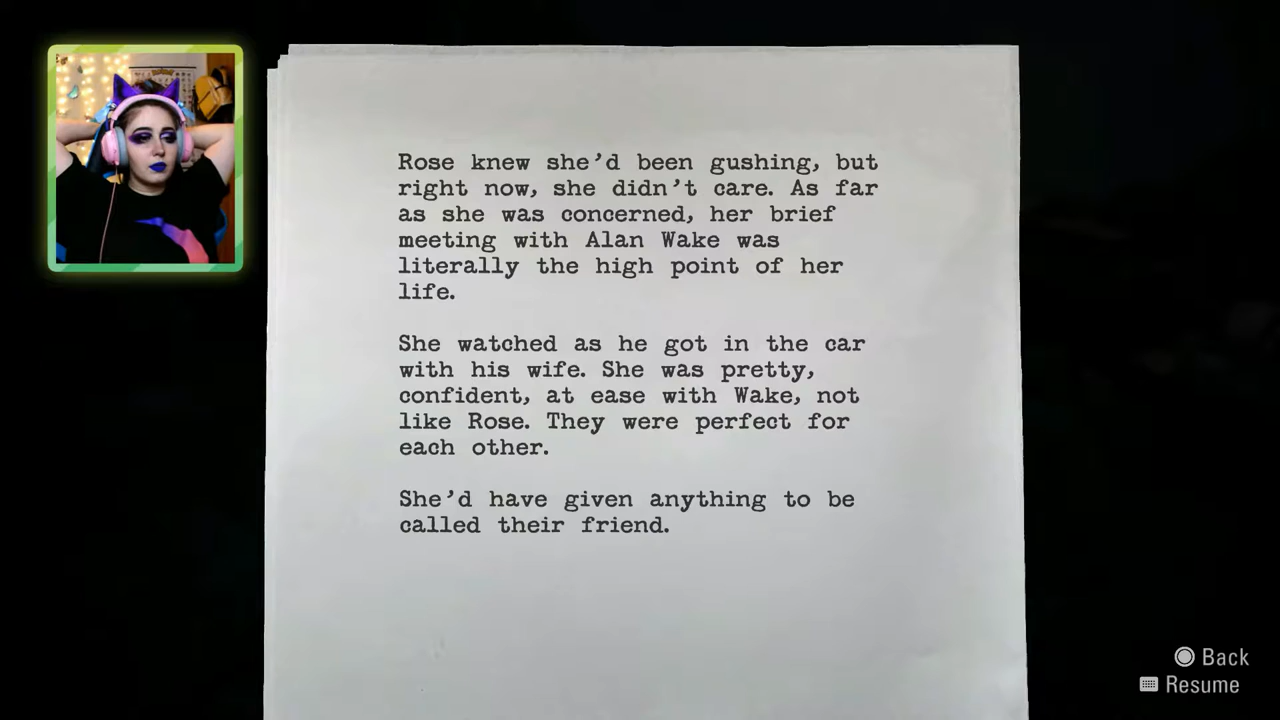 Rose knew she'd been gushing, but
right now, she didn't care. As far
as she was concerned, her brief
meeting with Alan Wake was
literally the high point of her
life.
She watched as he got in the car
with his wife. She was pretty,
confident, at ease with Wake, not
like Rose. They were perfect for
each other.
She'd have given anything to be
called their friend.
Back
Resume